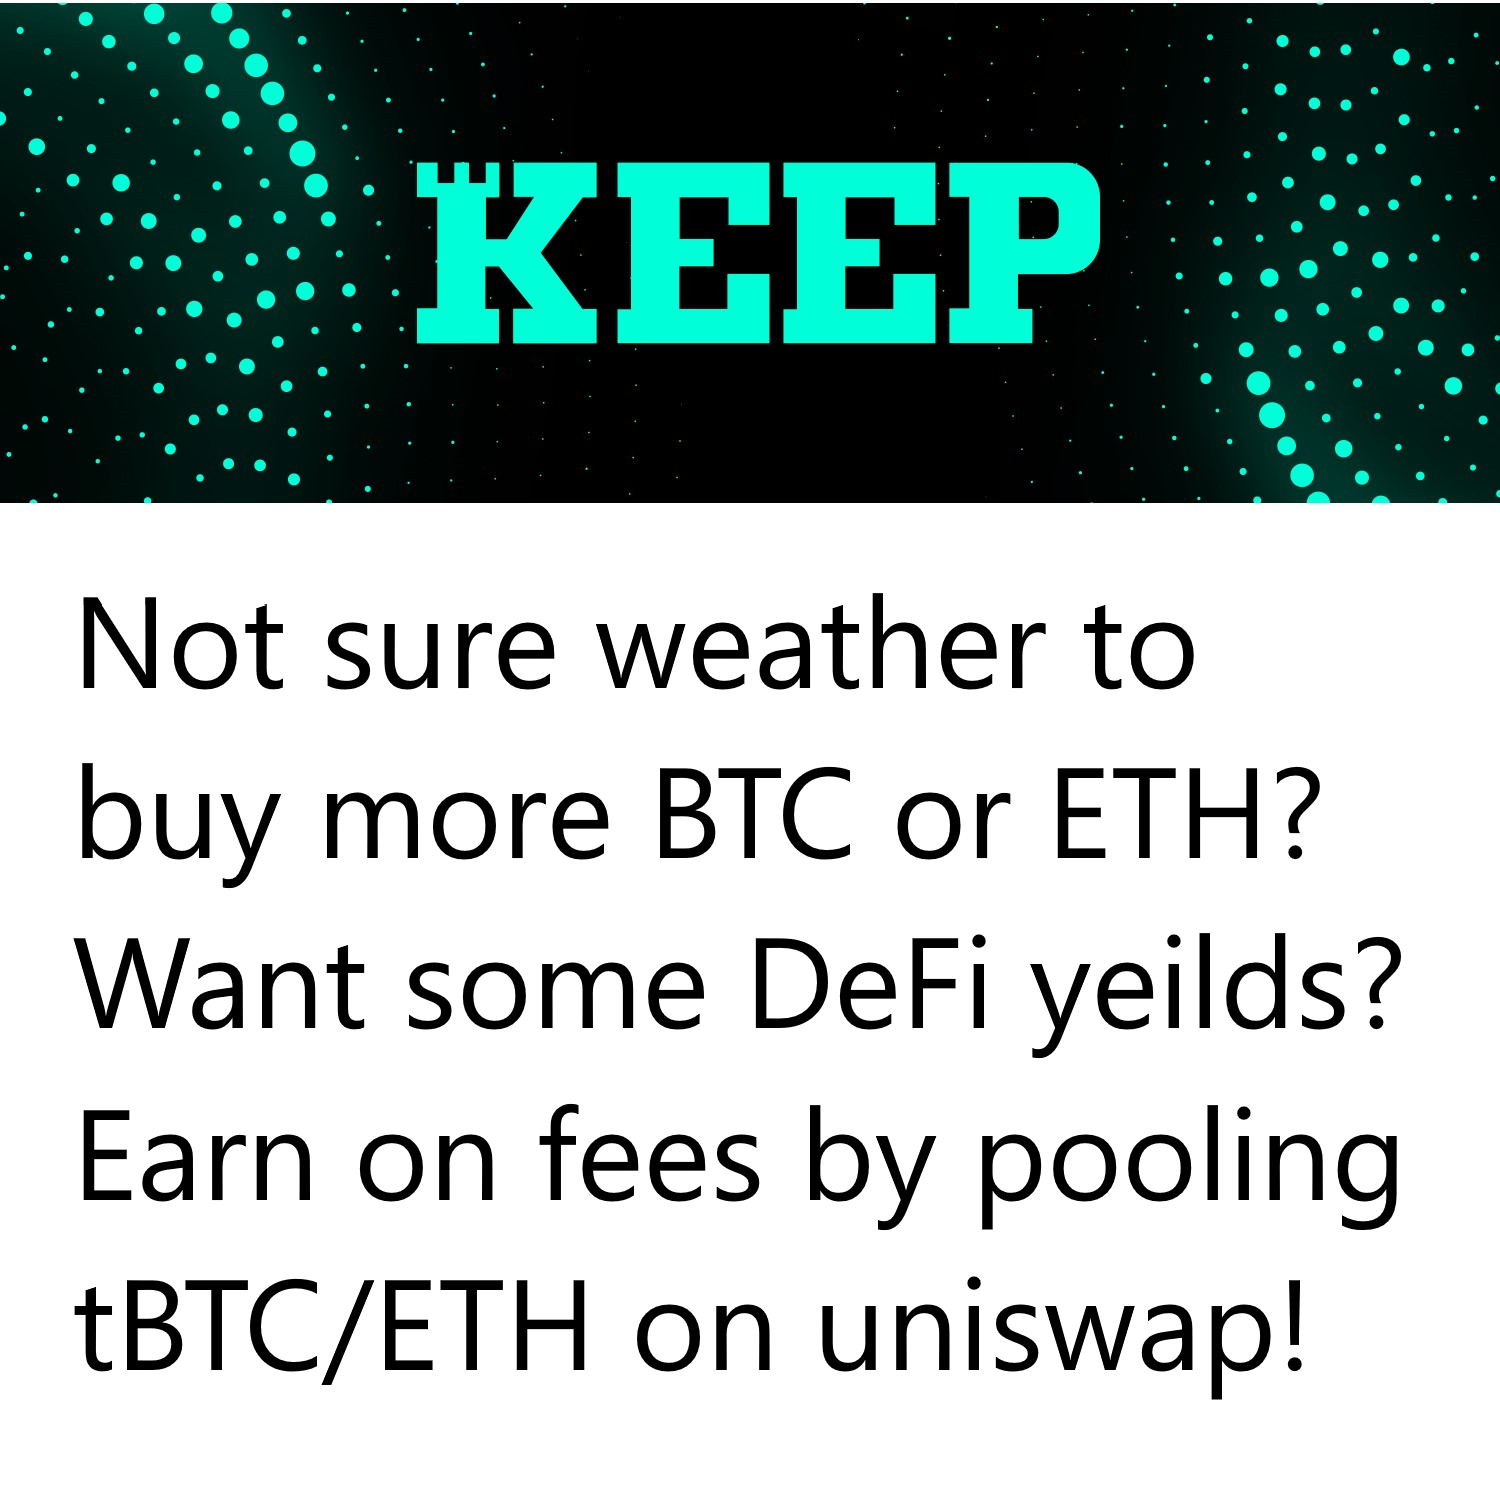 KEEP
Not sure weather to
buy more BTC or ETH?
Want some DeFi yeilds?
Earn on fees by pooling
tBTC/ETH on uniswap!